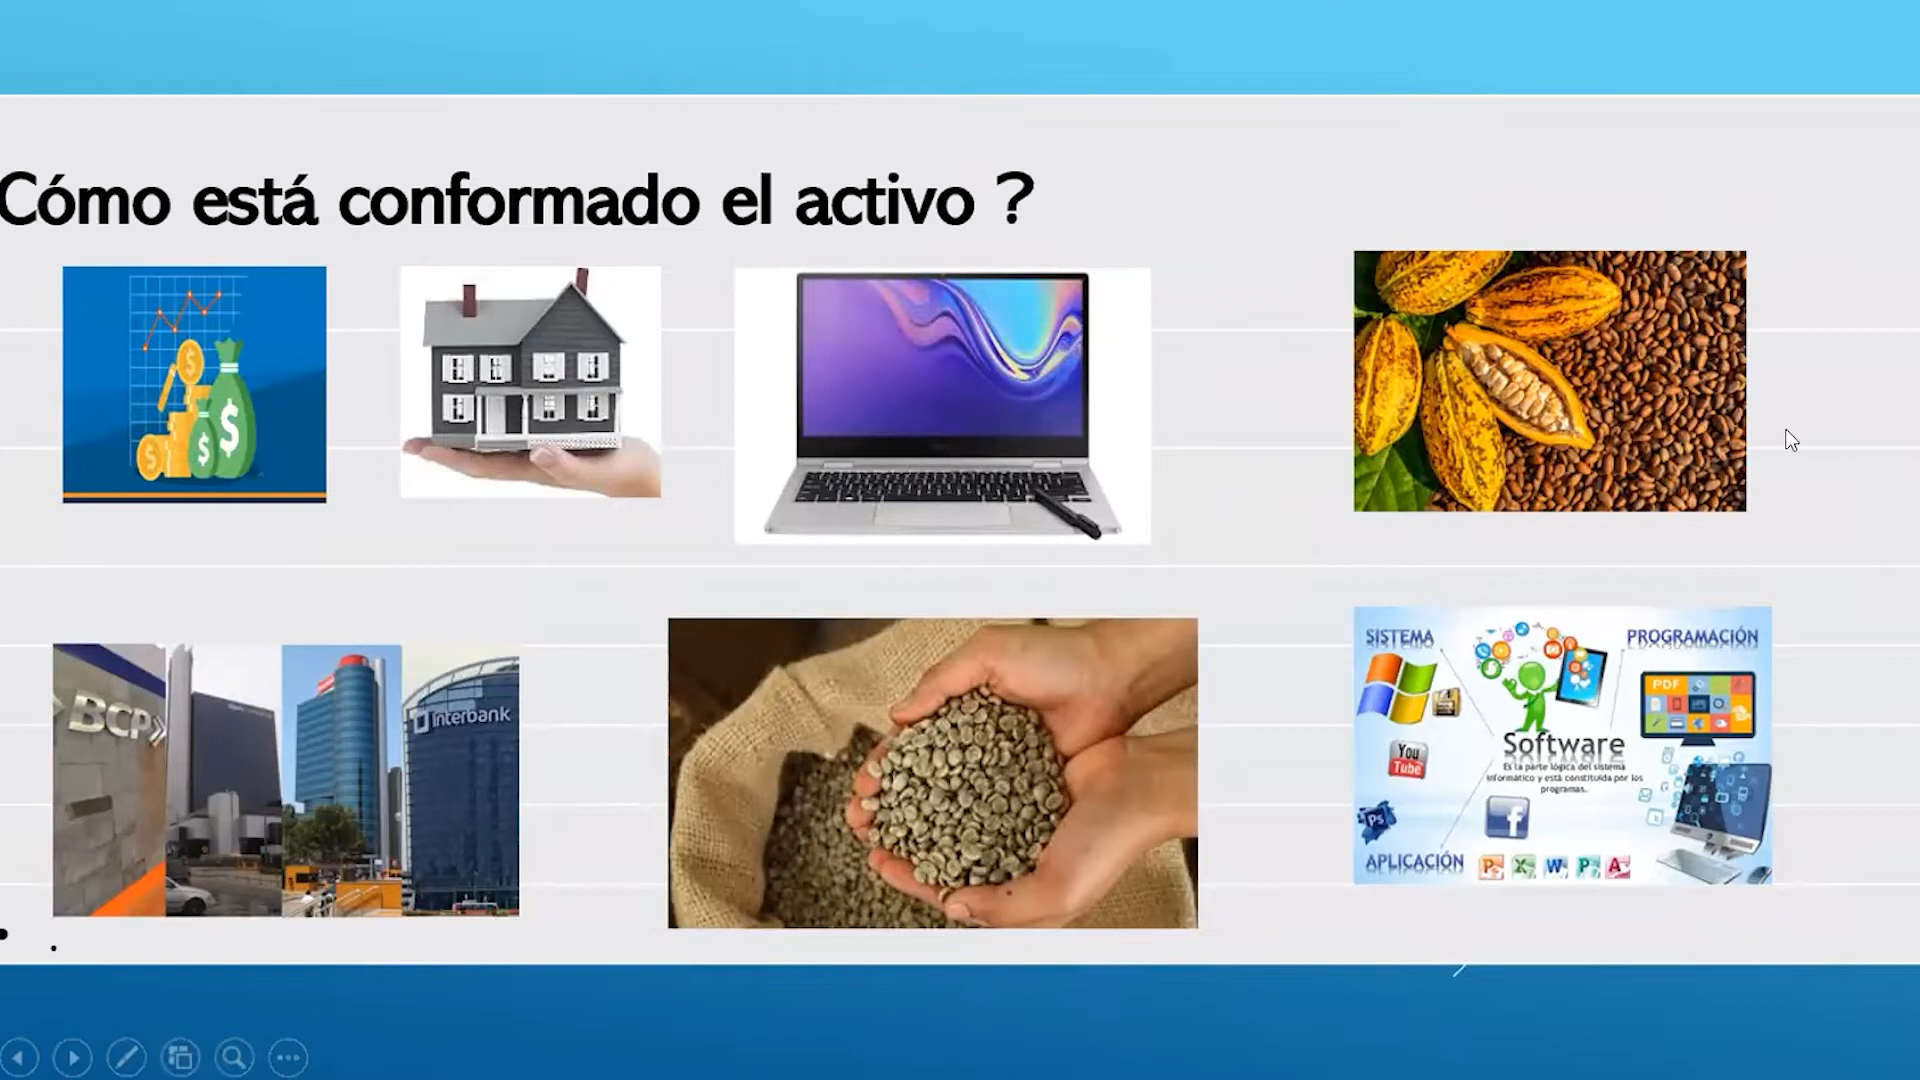 Cómo está conformado el activo ?
$
$
$
$
BCP
Interbank
SISTEMA
PROGRAMACIÓN
PDF
You
Tube
Software
Es la parte lógica del sistema
informático y está constituida por los
programas.
f
Ps
APLICACIÓN
P
X
W
P
A